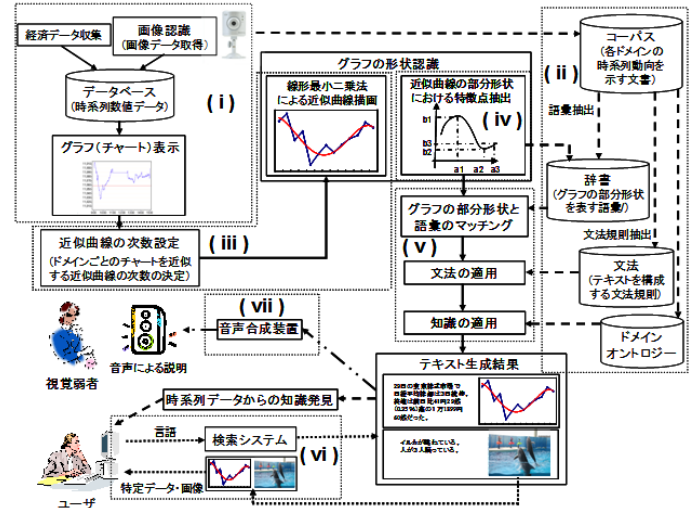 経済データ収集
画像認識
(画像データ取得)
データベース
(時系列数値データ)
( i )
グラフ(チャート)表示
近似曲線の次数設定
(ドメインごとのチャートを近似
する近似曲線の次数の決定)
( iii )
グラフの形状認識
線形最小二乗法
による近似曲線描画
近似曲線の部分形状
における特徴点抽出
( iv )
b1
b3
b2
a1 a2 a3
( ii )
コーパス
(各ドメインの
時系列動向を
示す文書)
語彙抽出
辞書
(グラフの部分形状
を表す語彙/)
文法規則抽出
文法
(テキストを構成
する文法規則)
ドメイン
オントロジー
グラフの部分形状と
語彙のマッチング
( v )
文法の適用
知識の適用
( vii )
音声合成装置
音声による説明
視覚弱者
テキスト生成結果
イルカが跳ねている。
人が3人踊っている。
時系列データからの知識発見
言語
検索システム
( vi )
特定データ・画像
ユーザ